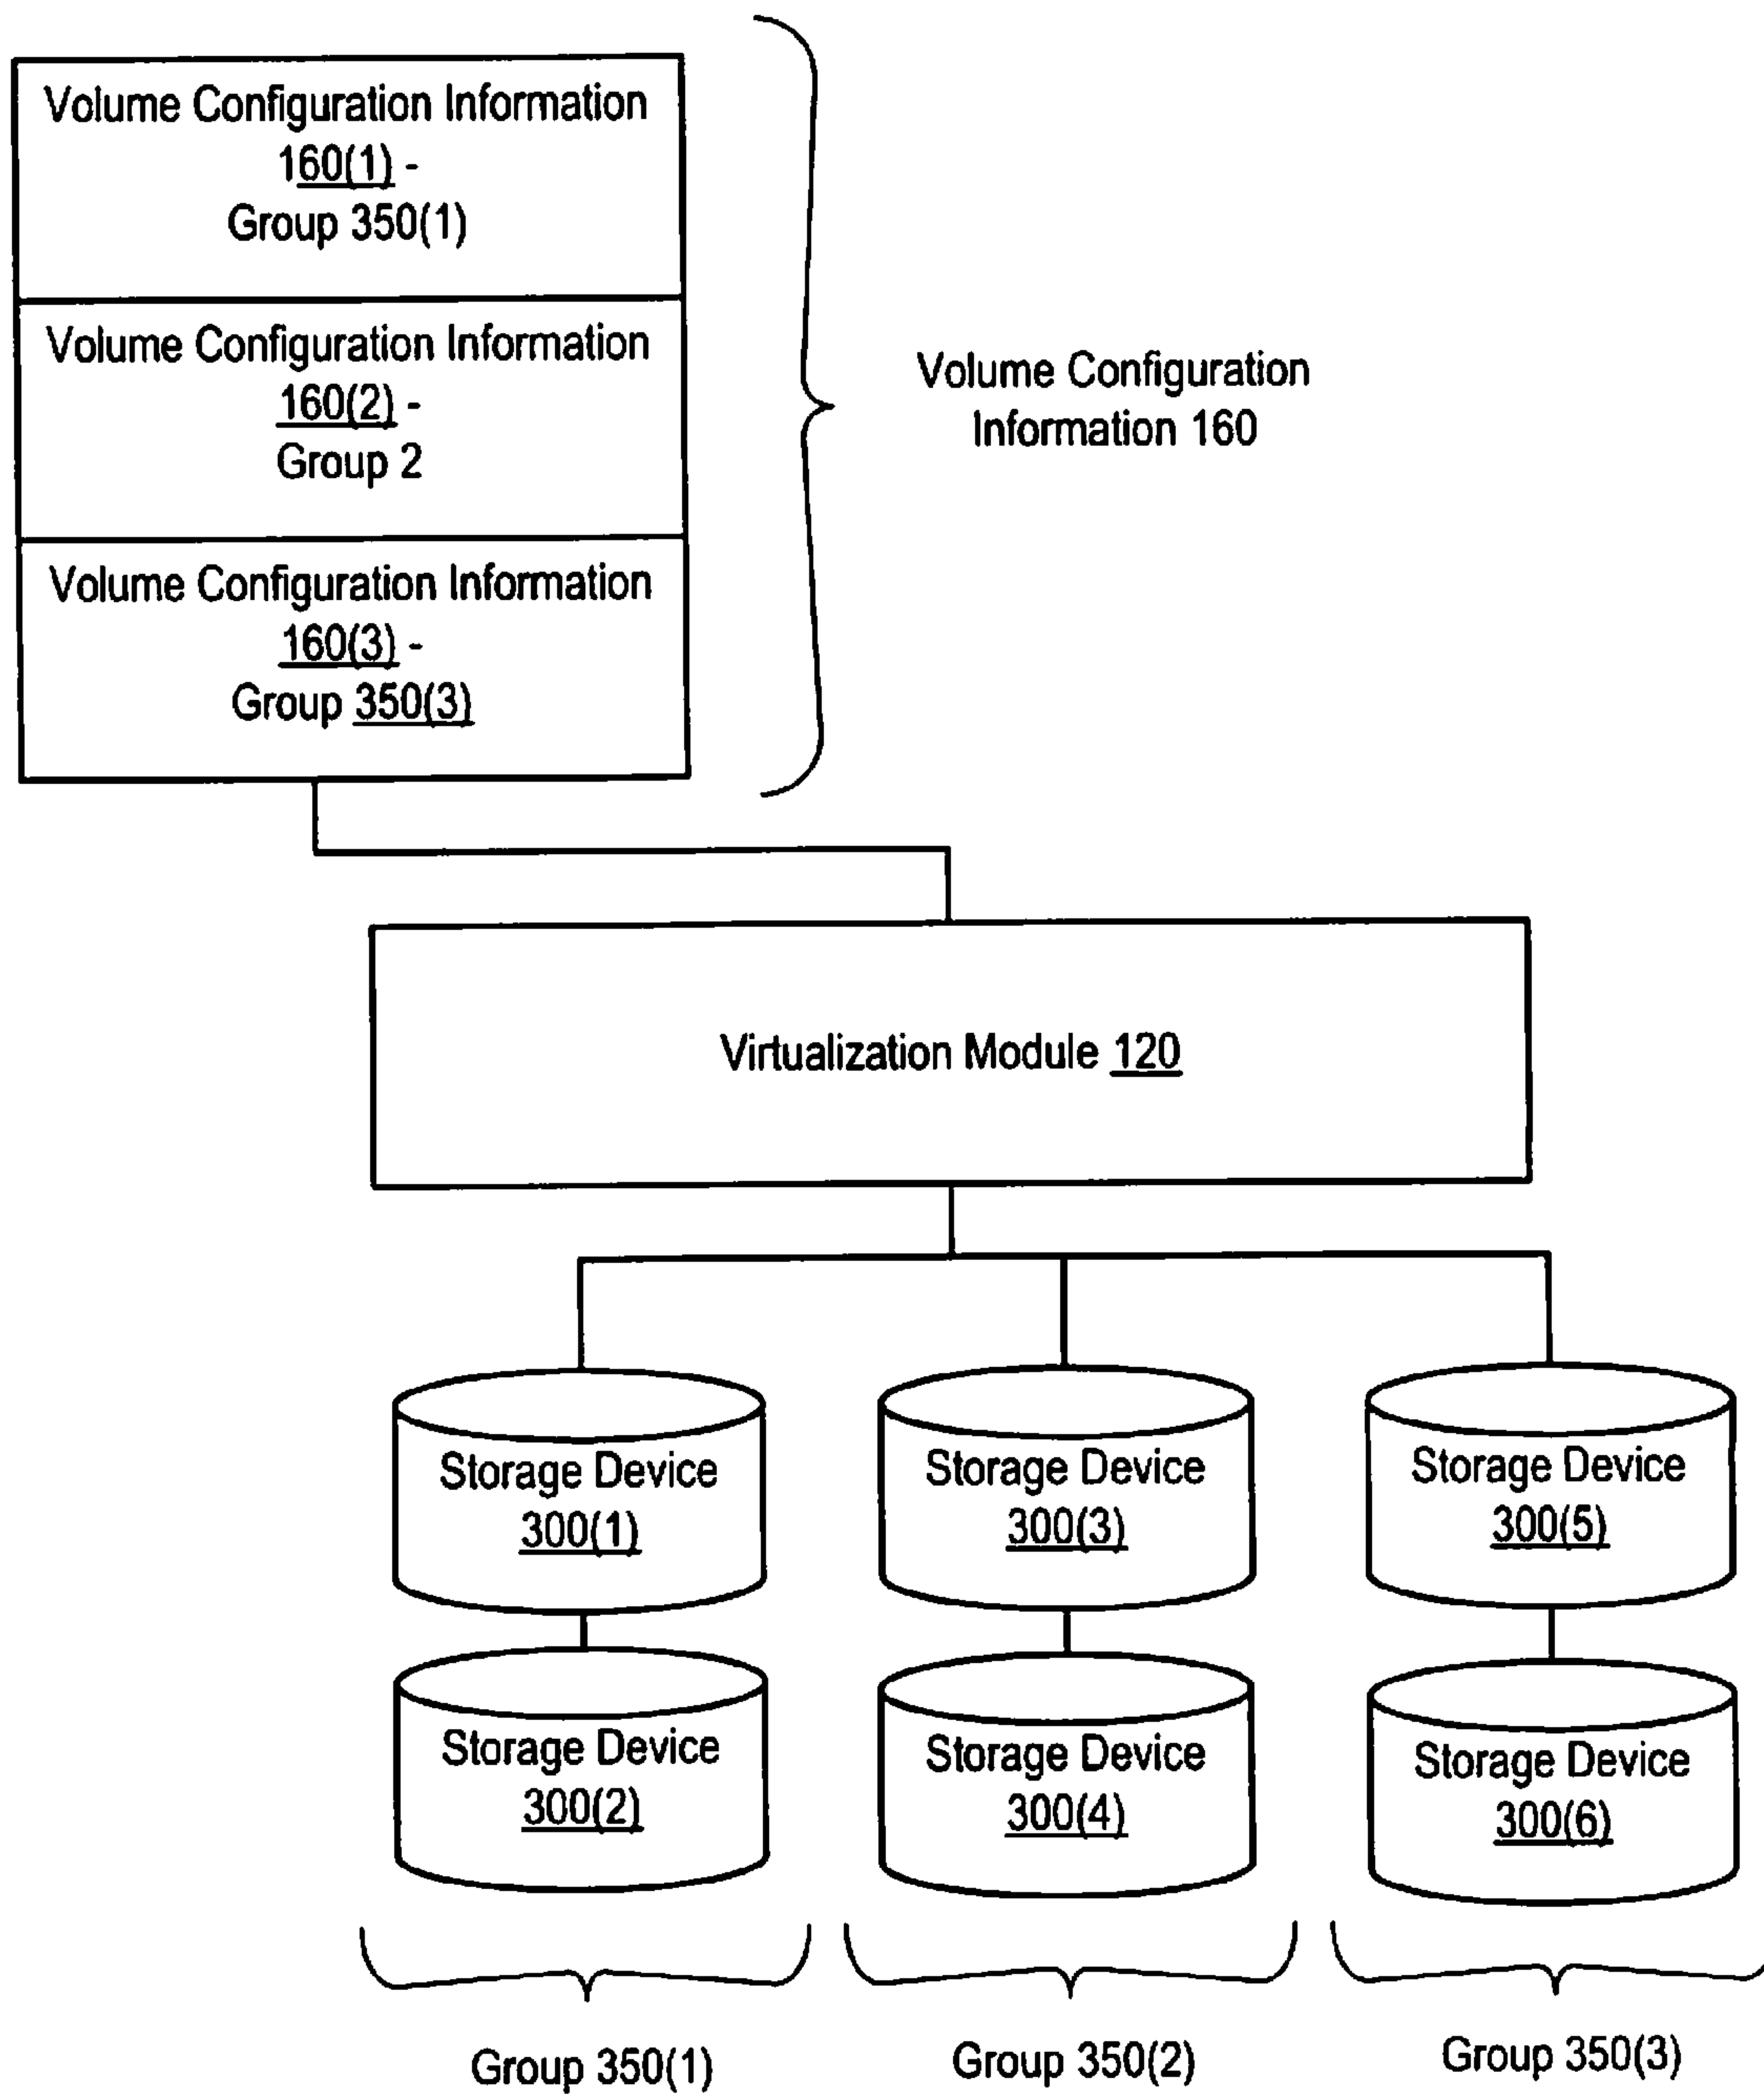 Volume Configuration Information
160(1) -
Group 350(1)
Volume Configuration Information
160(2) -
Group 2
Volume Configuration Information
160(3) -
Group 350(3)
Volume Configuration
Information 160
Virtualization Module 120
Storage Device
300(1)
Storage Device
300(3)
Storage Device
300(5)
Storage Device
300(2)
Storage Device
300(4)
Storage Device
300(6)
Group 350(1)
Group 350(2)
Group 350(3)